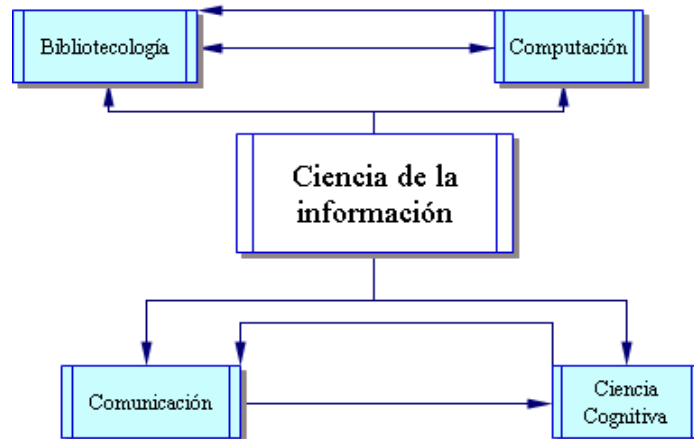 Bibliotecología
Computación
Ciencia de la
información
Comunicación
Ciencia
Cognitiva